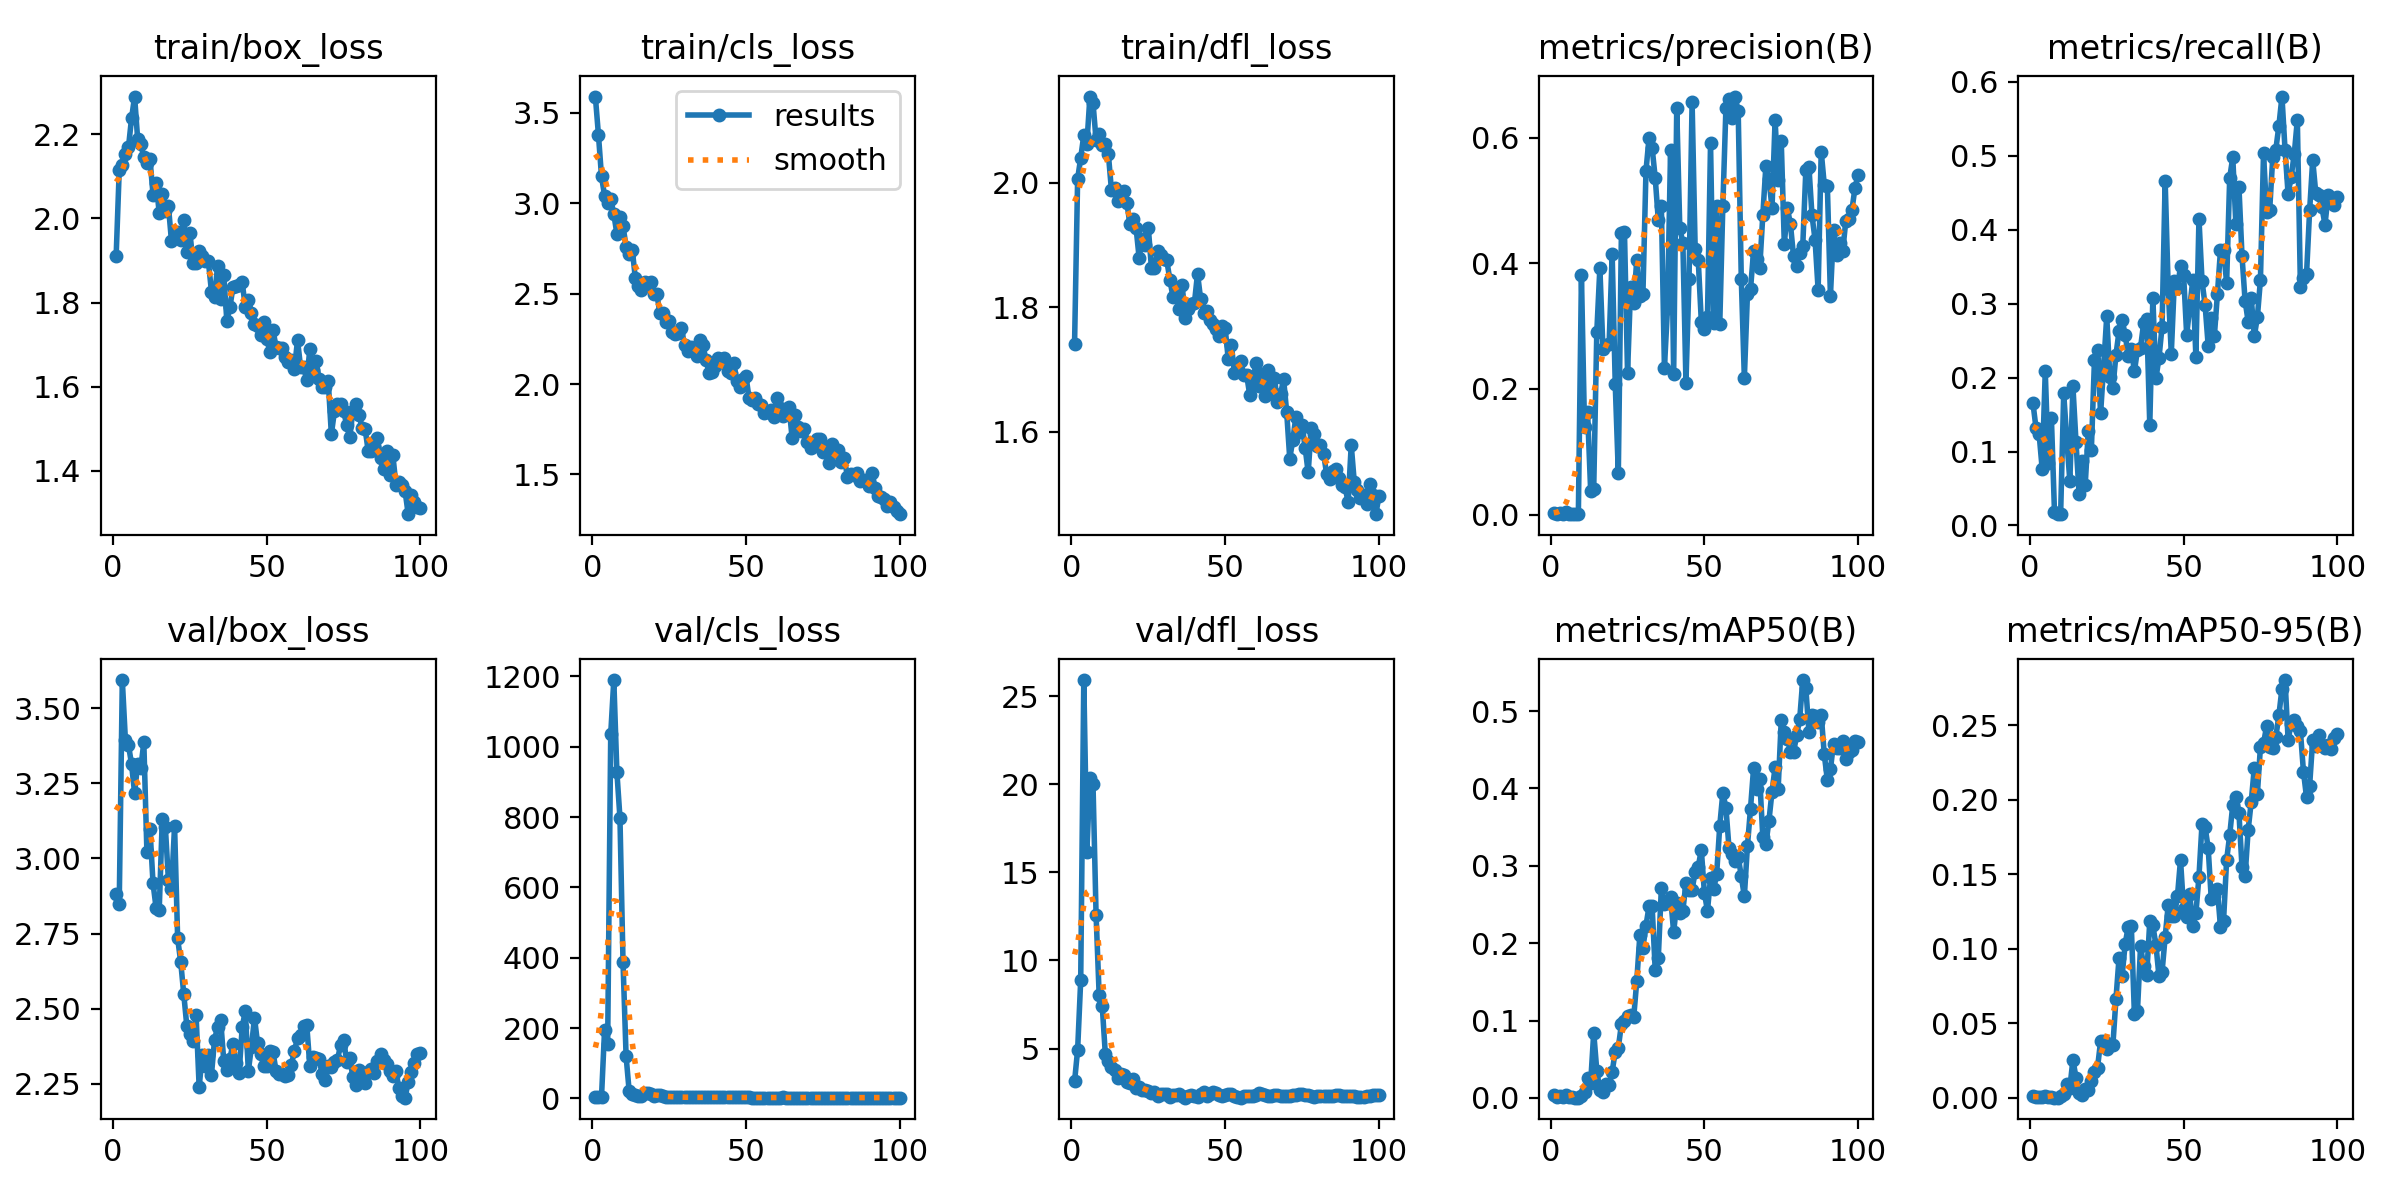 train/box_loss
train/cls_loss
train/dfl_loss
metrics/precision(B)
metrics/recall(B)
2.2
2.0
1.8
1.6
1.4
0 50 100
3.5
3.0
2.5
2.0
1.5
results
smooth
0 50 100
2.0
1.8
1.6
0 50 100
0.6
0.4
0.2
0.0
0 50 100
0.6
0.5
0.4
0.3
0.2
0.1
0.0
0 50 100
val/box_loss
val/cls_loss
val/dfl_loss
metrics/mAP50(B)
metrics/mAP50-95(B)
3.50
3.25
3.00
2.75
2.50
2.25
0 50 100
1200
1000
800
600
400
200
0
0 50 100
25
20
15
10
5
0 50 100
0.5
0.4
0.3
0.2
0.1
0.0
0 50 100
0.25
0.20
0.15
0.10
0.05
0.00
0 50 100